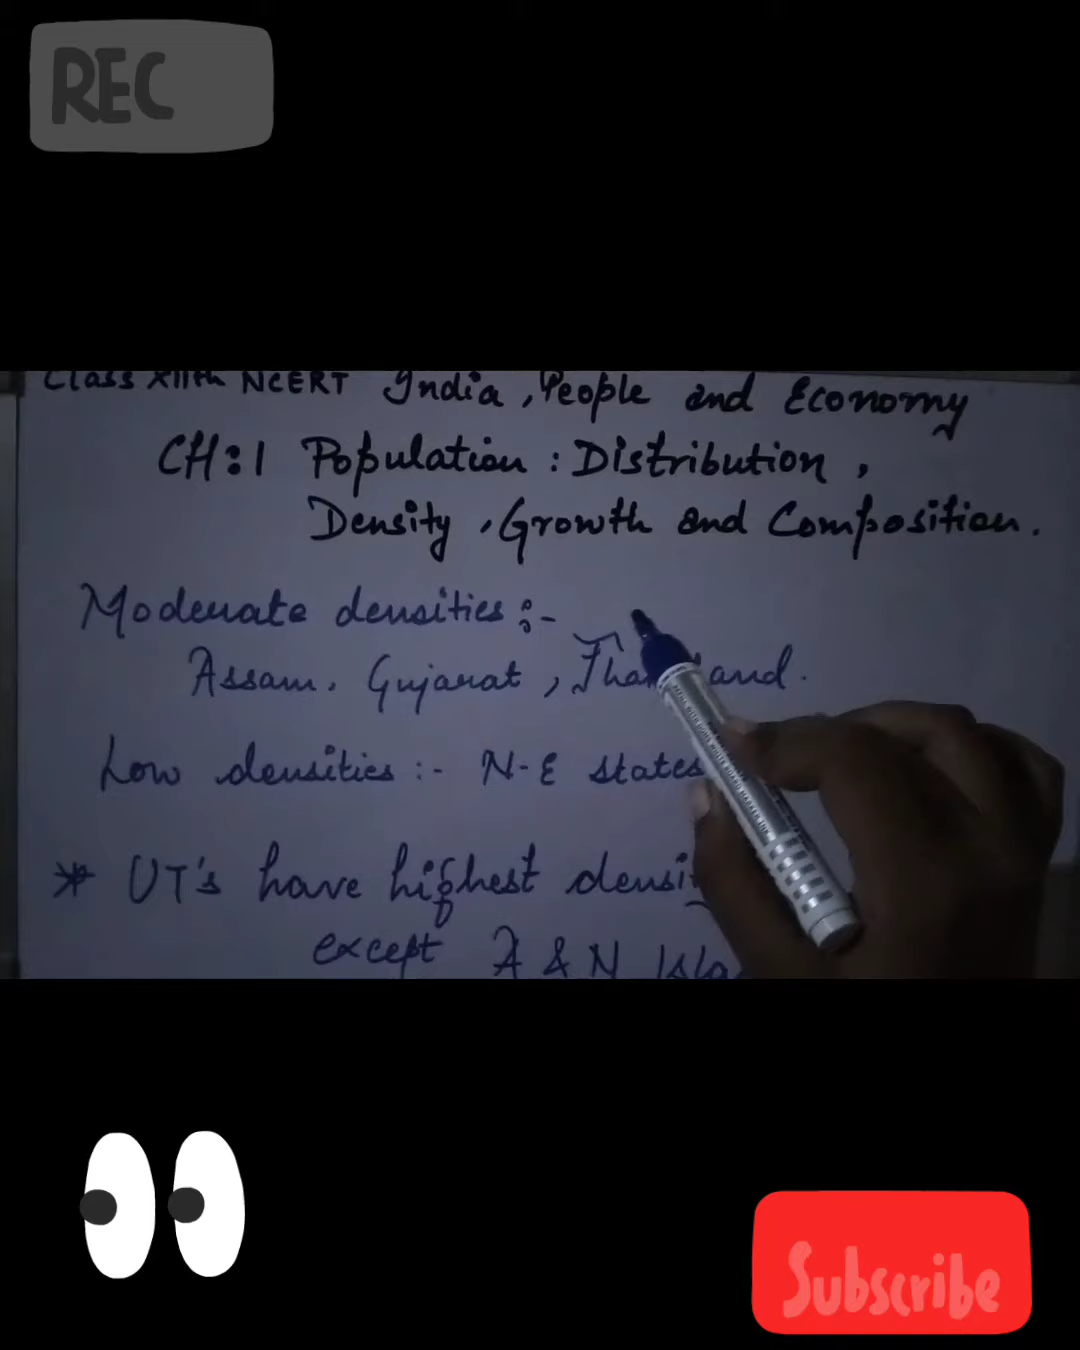 REC
Class XIIth NCERT India, People and Economy
CH:1 Population : Distribution,
Density, Growth and Composition.
Moderate densities :-
Assam, Gujarat,
Low densities :- N-E states
* UT's have highest
except A & N
Subscribe